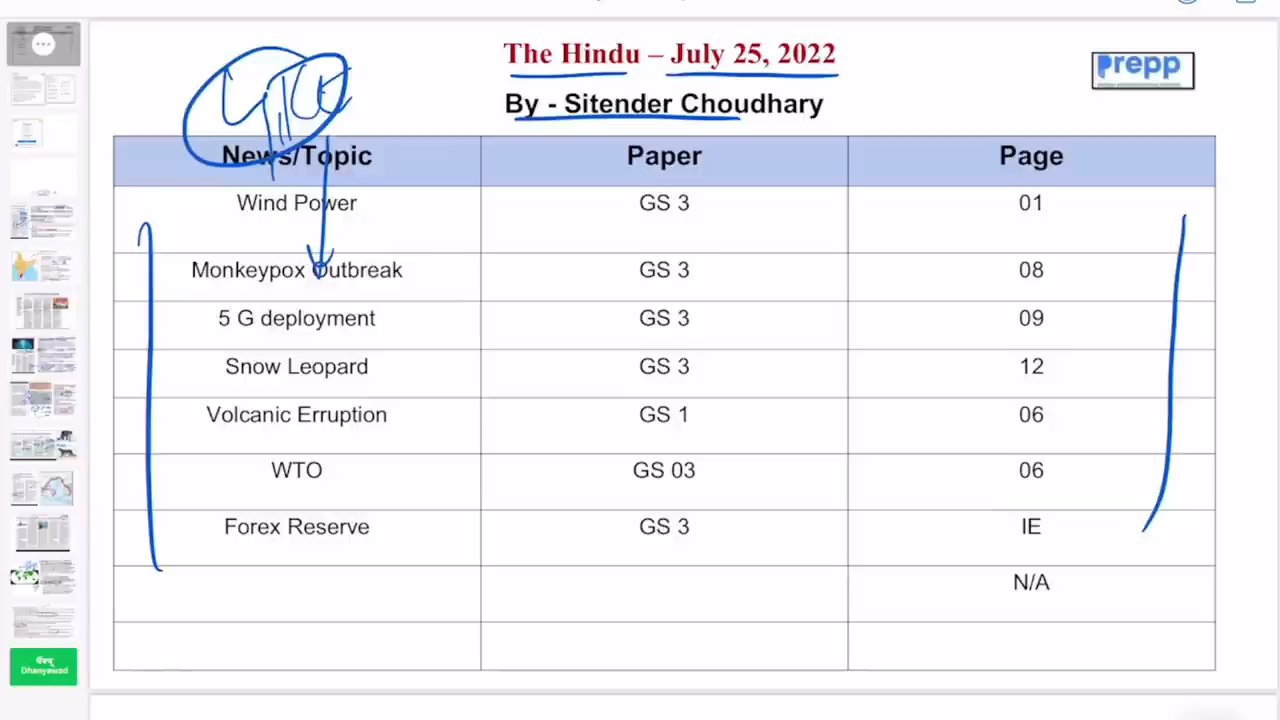 The Hindu – July 25, 2022
prepp
By - Sitender Choudhary
News/Topic Paper Page
Wind Power GS 3 01
Monkeypox Outbreak GS 3 08
5 G deployment GS 3 09
Snow Leopard GS 3 12
Volcanic Erruption GS 1 06
WTO GS 03 06
Forex Reserve GS 3 IE
N/A
Dhanyawad